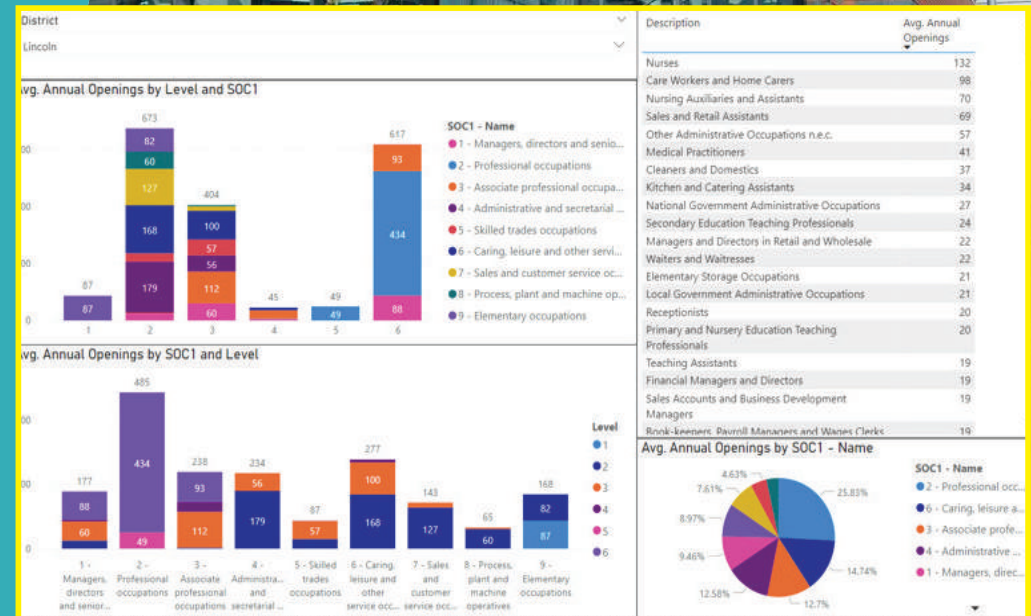 District
Lincoln
Avg. Annual Openings by Level and SOC1
673
617
404
87
45
49
82
60
127
168
179
100
57
56
112
60
87
49
93
434
88
0
1
2
3
4
5
6
SOC1 - Name
1 - Managers, directors and senio...
2 - Professional occupations
3 - Associate professional occupa...
4 - Administrative and secretarial ...
5 - Skilled trades occupations
6 - Caring, leisure and other servi...
7 - Sales and customer service oc...
8 - Process, plant and machine op...
9 - Elementary occupations
Avg. Annual Openings by SOC1 and Level
485
177
238
234
87
277
143
65
168
88
60
434
49
93
112
56
179
57
100
168
127
60
82
87
0
1 -
Managers,
directors
and senior...
2 -
Professional
occupations
3 -
Associate
professional
occupations
4 -
Administra...
and
secretarial ...
5 - Skilled
trades
occupations
6 - Caring,
leisure and
other
service occ...
7 - Sales
and
customer
service occ...
8 - Process,
plant and
machine
operatives
9 -
Elementary
occupations
Level
1
2
3
4
5
6
Description
Avg. Annual
Openings
Nurses 132
Care Workers and Home Carers 98
Nursing Auxiliaries and Assistants 70
Sales and Retail Assistants 69
Other Administrative Occupations n.e.c. 57
Medical Practitioners 41
Cleaners and Domestics 37
Kitchen and Catering Assistants 34
National Government Administrative Occupations 27
Secondary Education Teaching Professionals 24
Managers and Directors in Retail and Wholesale 22
Waiters and Waitresses 22
Elementary Storage Occupations 21
Local Government Administrative Occupations 21
Receptionists 20
Primary and Nursery Education Teaching 20
Professionals
Teaching Assistants 19
Financial Managers and Directors 19
Sales Accounts and Business Development 19
Managers
Book-keepers, Payroll Managers and Wages Clerks 19
Avg. Annual Openings by SOC1 - Name
4.63%
7.61%
8.97%
9.46%
12.58%
12.7%
14.74%
25.83%
SOC1 - Name
2 - Professional occ...
6 - Caring, leisure a...
3 - Associate profe...
4 - Administrative ...
1 - Managers, direc...